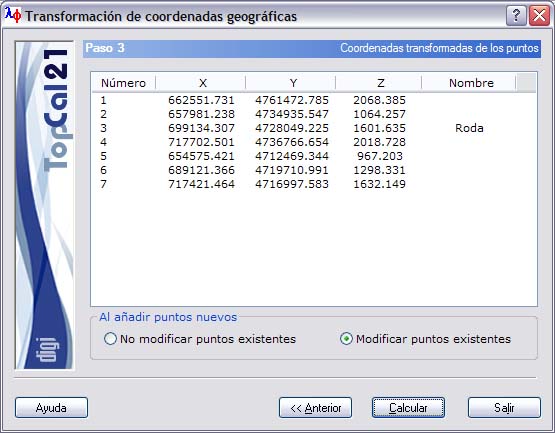 λφ Transformación de coordenadas geográficas
Paso 3 Coordenadas transformadas de los puntos
TopCal 21
digi
Número X Y Z Nombre
1 662551.731 4761472.785 2068.385
2 657981.238 4734935.547 1064.257
3 699134.307 4728049.225 1601.635 Roda
4 717702.501 4736766.654 2018.728
5 654575.421 4712469.344 967.203
6 689121.366 4719710.991 1298.331
7 717421.464 4716997.583 1632.149
Al añadir puntos nuevos
No modificar puntos existentes Modificar puntos existentes
Ayuda << Anterior Calcular Salir